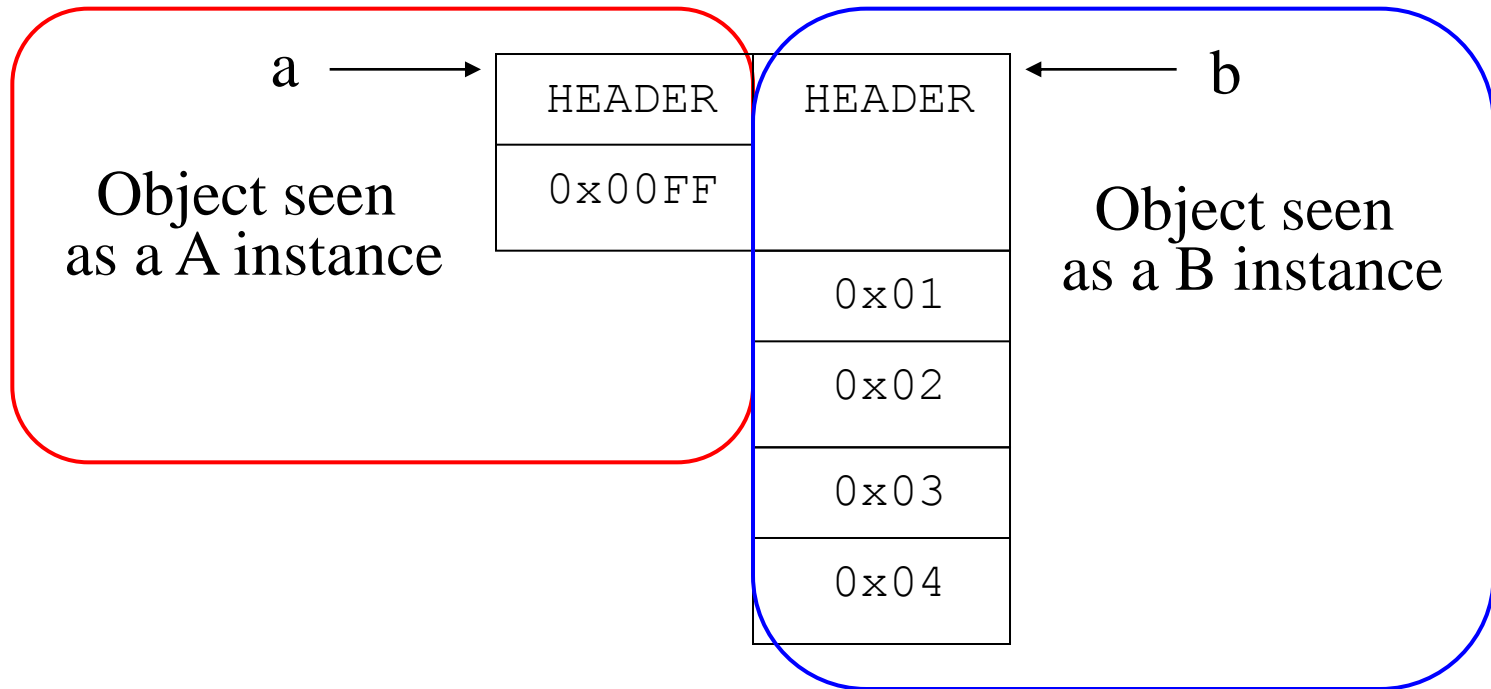 a
HEADER
HEADER
b
0x00FF
Object seen
as a A instance
Object seen
as a B instance
0x01
0x02
0x03
0x04